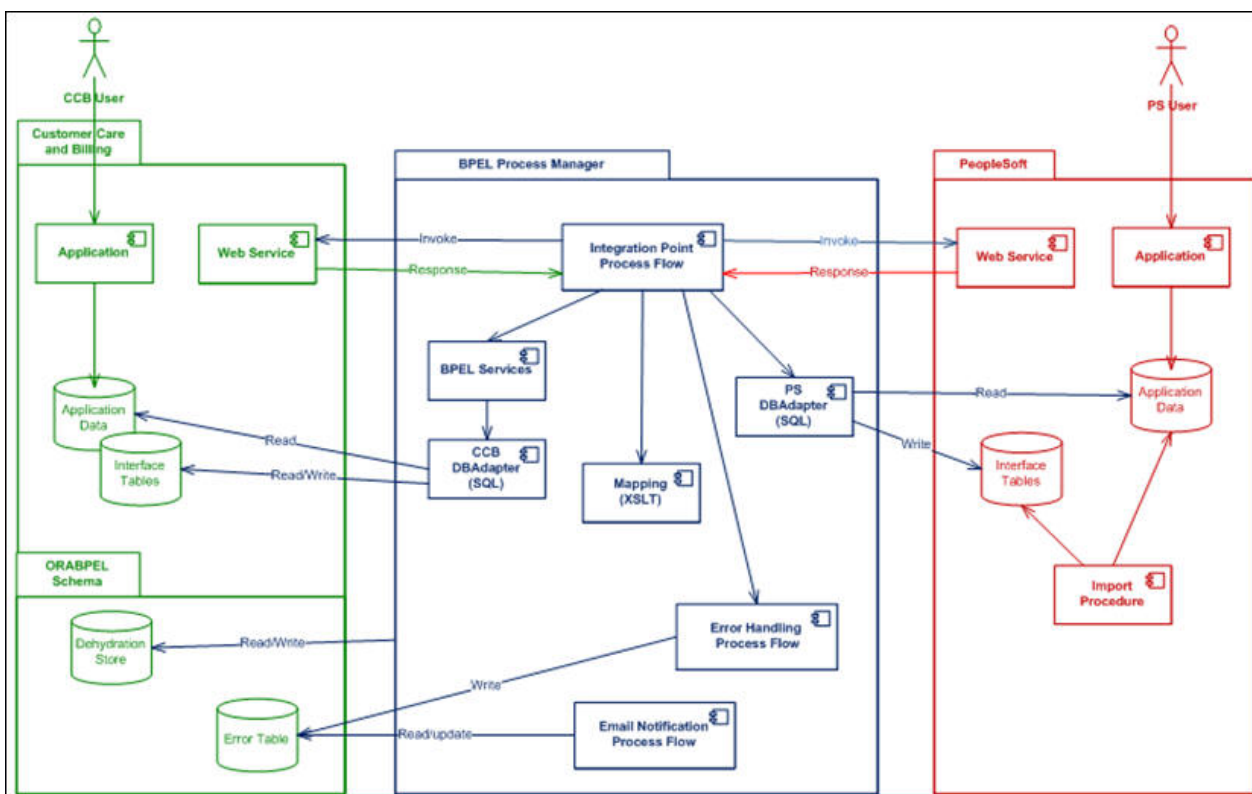 CCB User
PS User
Customer Care
and Billing
BPEL Process Manager
PeopleSoft
Application
Web Service
Invoke
Response
Integration Point
Process Flow
Invoke
Response
Web Service
Application
BPEL Services
PS
DBAdapter
(SQL)
Read
Write
Application
Data
Application
Data
Interface
Tables
Read
Read/Write
CCB
DBAdapter
(SQL)
Mapping
(XSLT)
Interface
Tables
Import
Procedure
ORABPEL
Schema
Dehydration
Store
Read/Write
Error Handling
Process Flow
Write
Error Table
Read/update
Email Notification
Process Flow